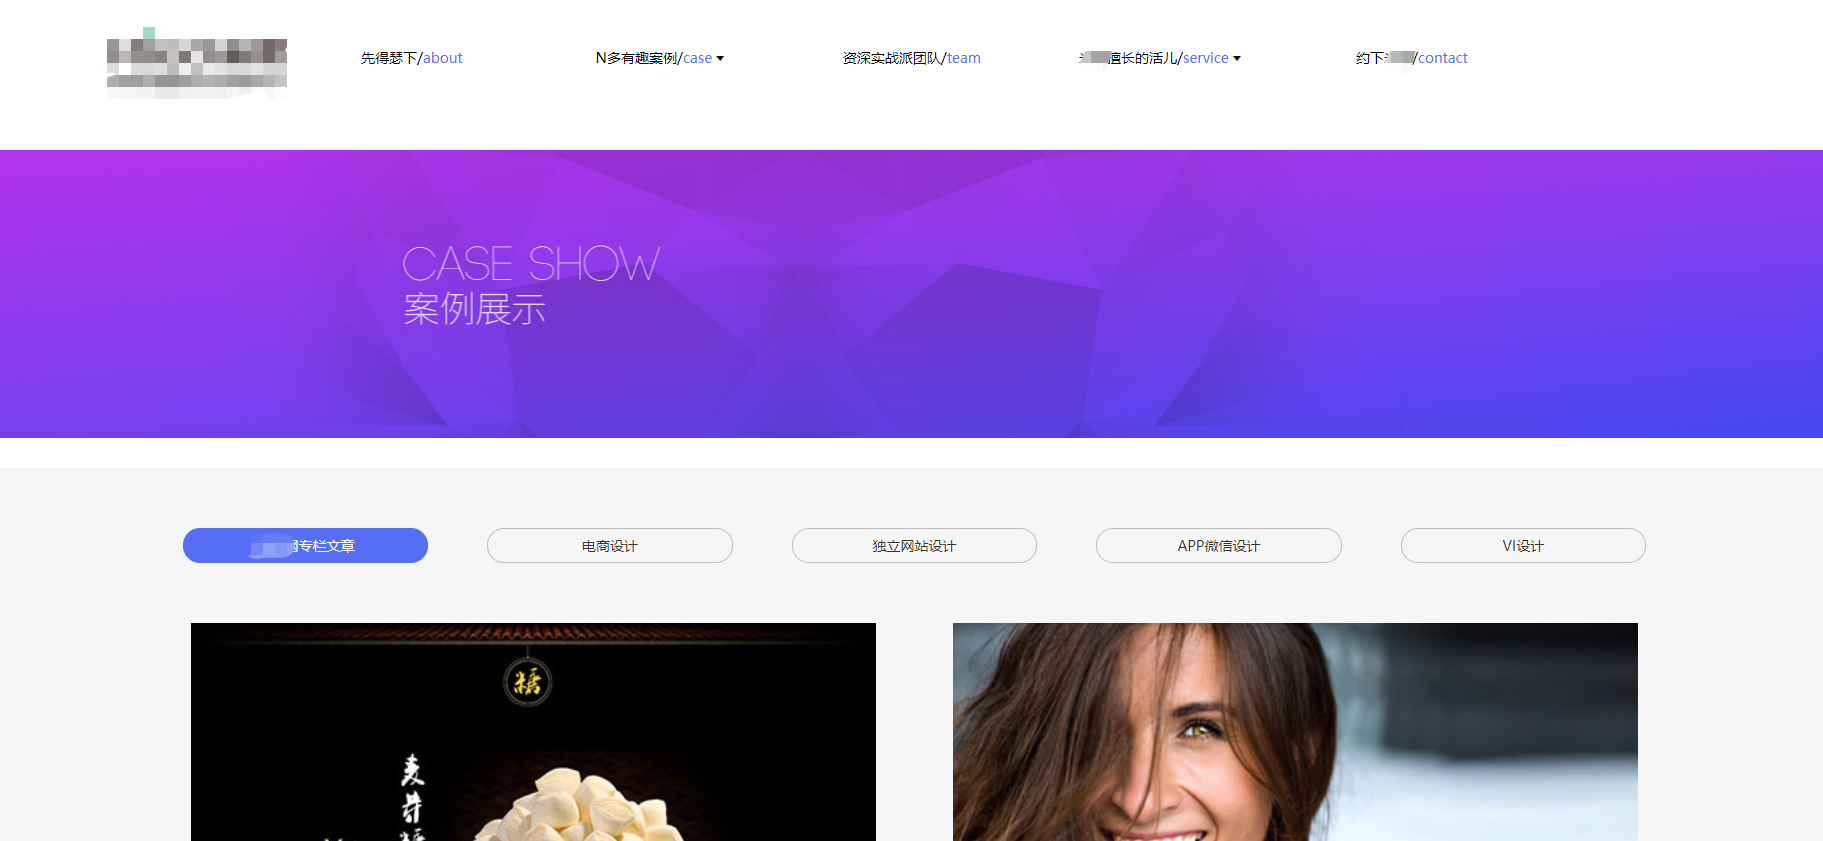 先得瑟下/about
N多有趣案例/case
资深实战派团队/team
擅长的活儿/service
约下/contact
CASE SHOW
案例展示
专栏文章
电商设计
独立网站设计
APP微信设计
VI设计
糖
麦芽糖